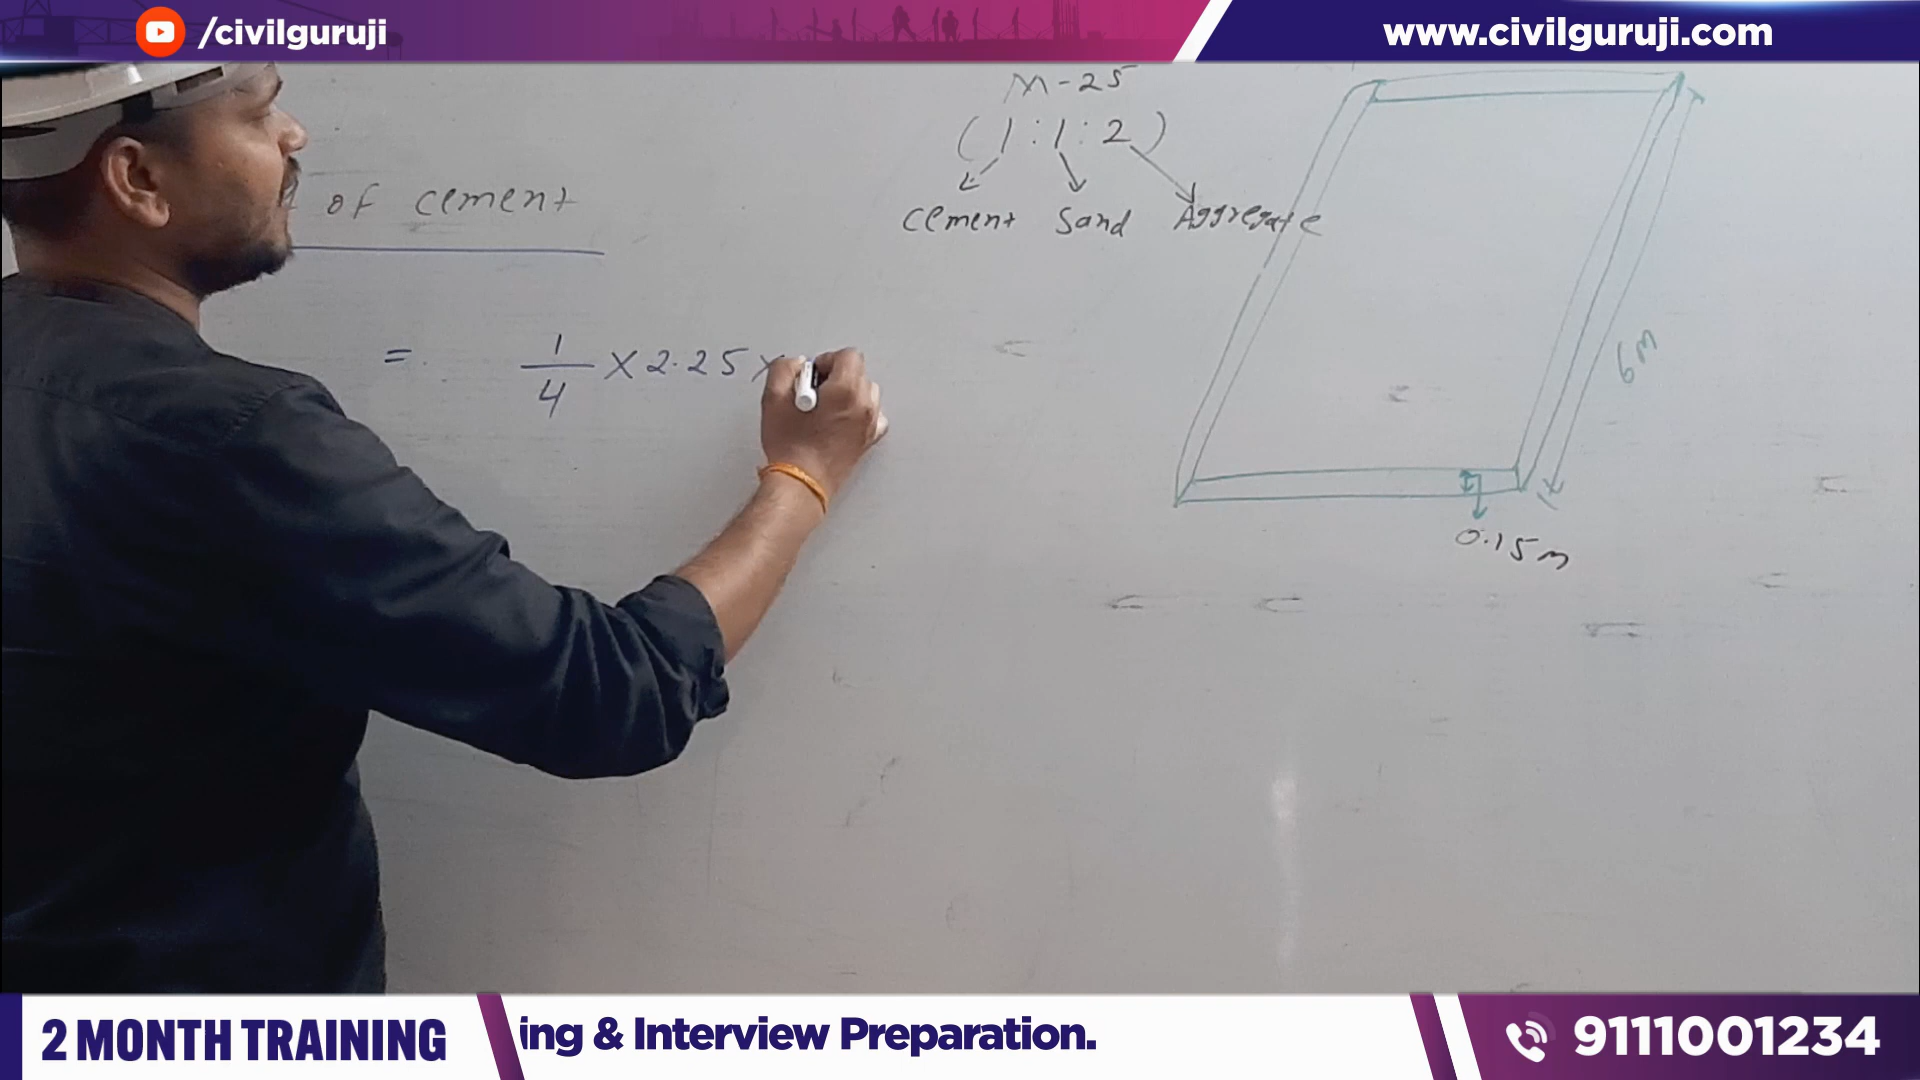 /civilguruji
www.civilguruji.com
M-25
(1:1:2)
of cement
Cement Sand Aggregate
= 1/4 × 2.25 ×
6m
0.15m
2 MONTH TRAINING
ing & Interview Preparation.
9111001234